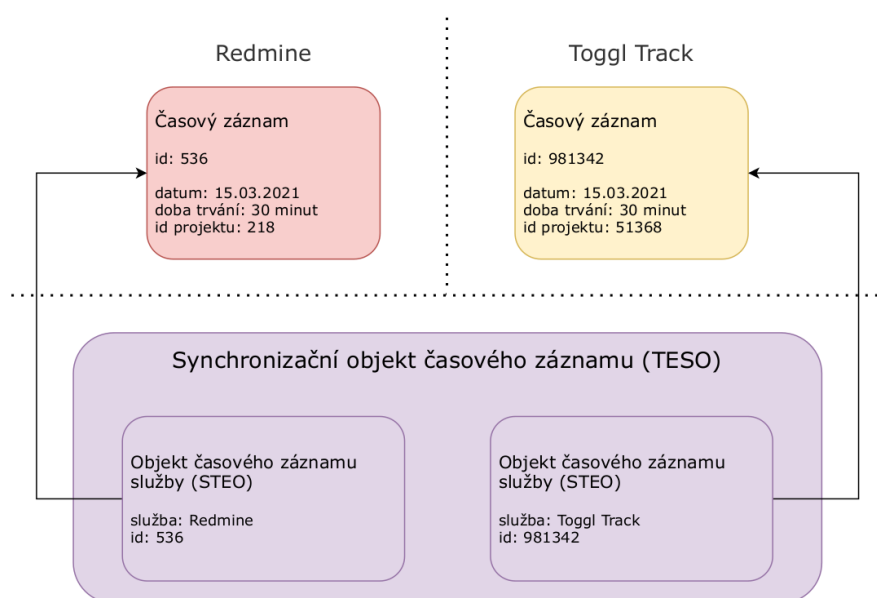 Redmine
Toggl Track
Časový záznam
id: 536
datum: 15.03.2021
doba trvání: 30 minut
id projektu: 218
Časový záznam
id: 981342
datum: 15.03.2021
doba trvání: 30 minut
id projektu: 51368
Synchronizační objekt časového záznamu (TESO)
Objekt časového záznamu
služby (STEO)
služba: Redmine
id: 536
Objekt časového záznamu
služby (STEO)
služba: Toggl Track
id: 981342